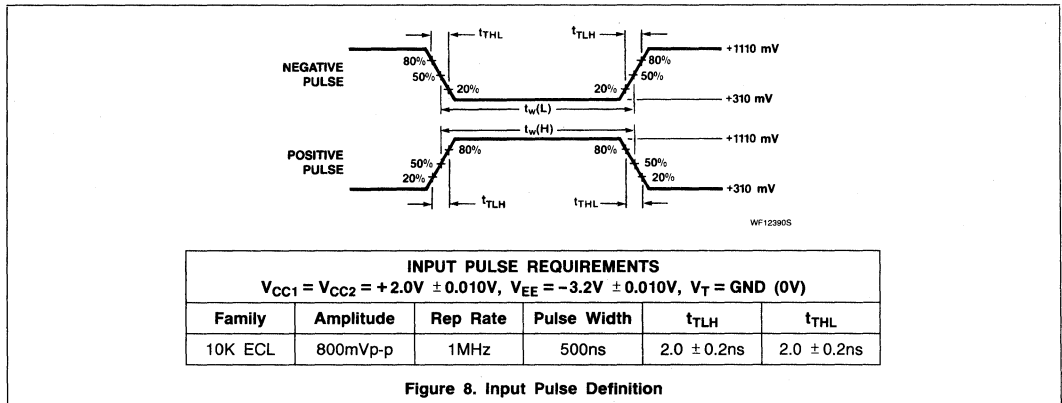 tTHL tTLH
+1110 mV
NEGATIVE PULSE
80% 80%
50% 50%
20% 20%
+310 mV
tw(L)
tw(H)
+1110 mV
POSITIVE PULSE
80% 80%
50% 50%
20% 20%
+310 mV
tTLH tTHL
WF12390S
INPUT PULSE REQUIREMENTS
VCC1 = VCC2 = +2.0V ±0.010V, VEE = -3.2V ±0.010V, VT = GND (0V)
Family Amplitude Rep Rate Pulse Width tTLH tTHL
10K ECL 800mVp-p 1MHz 500ns 2.0 ±0.2ns 2.0 ±0.2ns
Figure 8. Input Pulse Definition